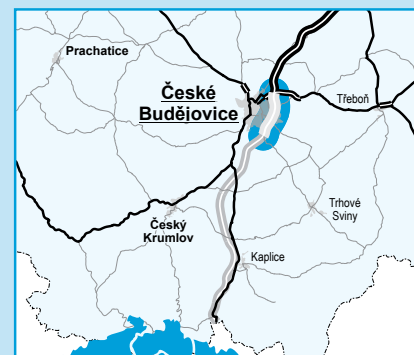 Prachatice
České
Budějovice
Třeboň
Trhové
Sviny
Český
Krumlov
Kaplice